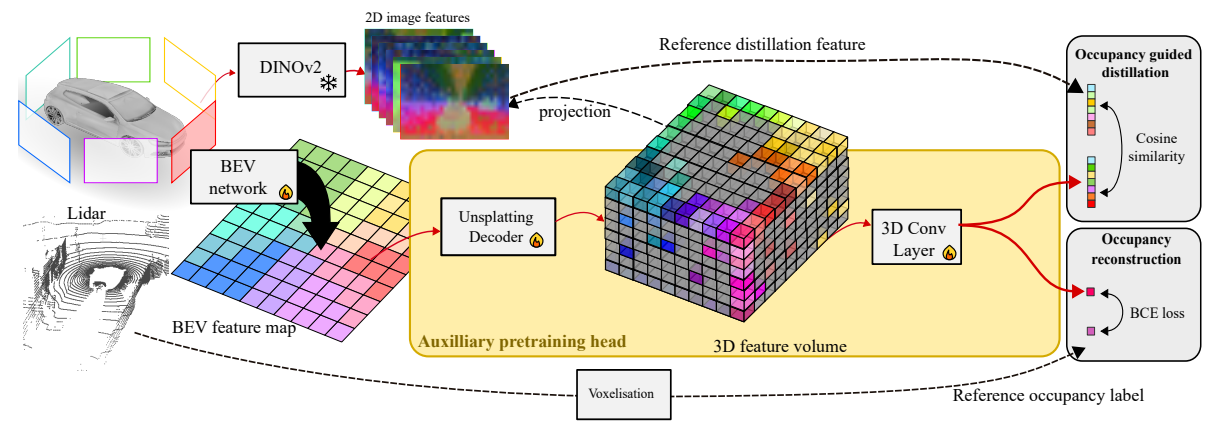 2D image features
DINOv2
Reference distillation feature
Occupancy guided
distillation
projection
Cosine
similarity
BEV
network
Lidar
Unsplatting
Decoder
3D Conv
Layer
Occupancy
reconstruction
BCE loss
BEV feature map
Auxilliary pretraining head
3D feature volume
Voxelisation
Reference occupancy label